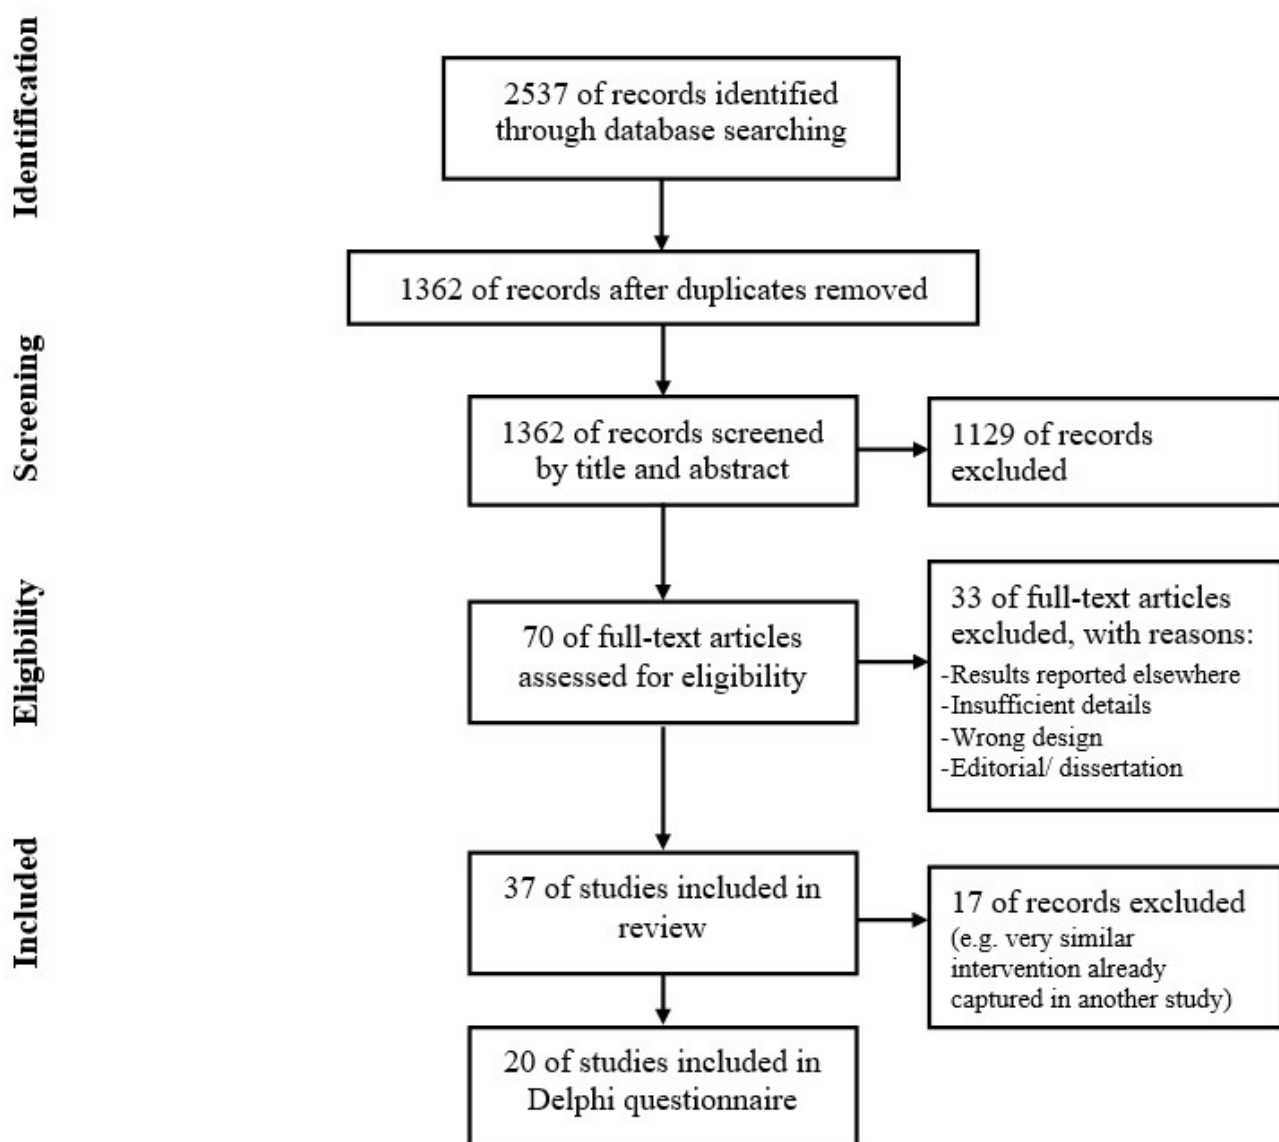 Identification
2537 of records identified
through database searching
1362 of records after duplicates removed
Screening
1362 of records screened
by title and abstract
1129 of records
excluded
Eligibility
70 of full-text articles
assessed for eligibility
33 of full-text articles
excluded, with reasons:
-Results reported elsewhere
-Insufficient details
-Wrong design
-Editorial/ dissertation
Included
37 of studies included in
review
17 of records excluded
(e.g. very similar
intervention already
captured in another study)
20 of studies included in
Delphi questionnaire